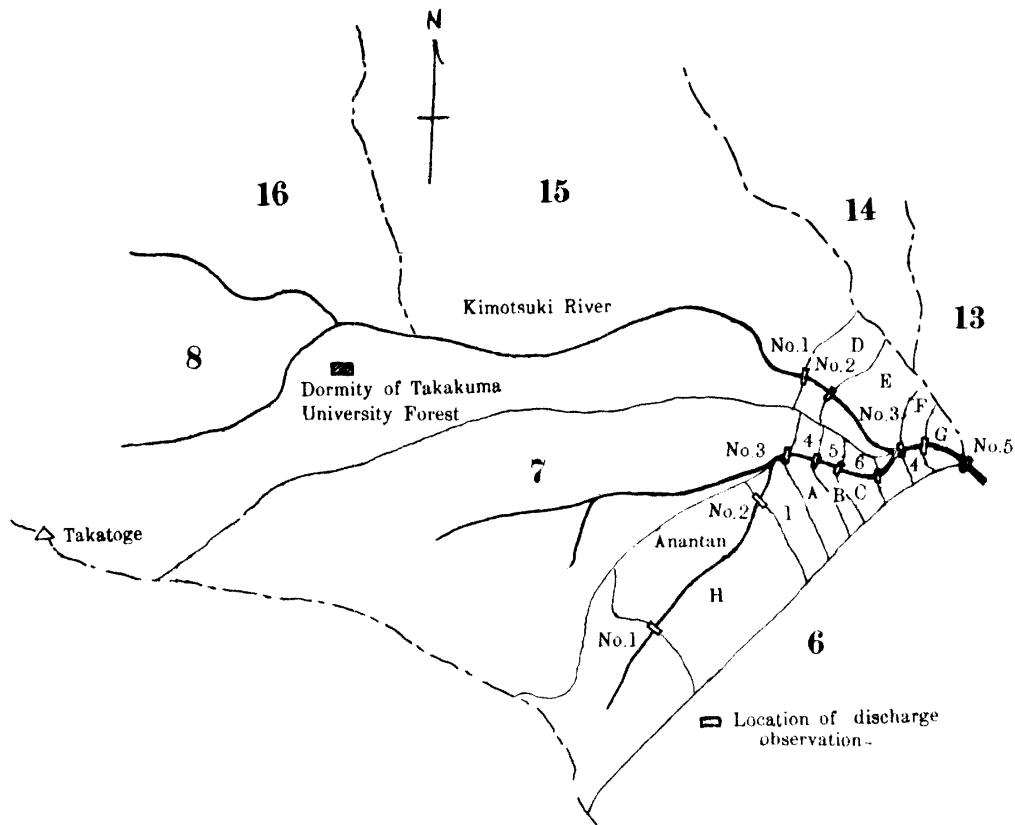 N
16
15
14
13
Kimotsuki River
8
Dormity of Takakuma
University Forest
No.1
No.2
D
E
No.3
F
G
No.5
4
5
6
4
No.3
7
A
B
C
No.2
1
Anantan
H
No.1
Takatoge
6
Location of discharge
observation